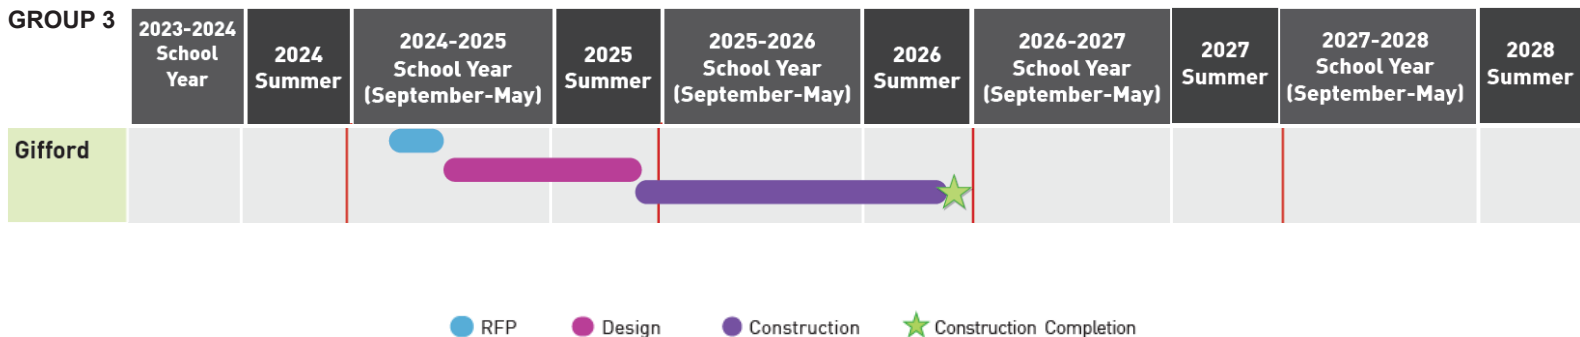 GROUP 3
2023-2024
School
Year
2024
Summer
2024-2025
School Year
(September-May)
2025
Summer
2025-2026
School Year
(September-May)
2026
Summer
2026-2027
School Year
(September-May)
2027
Summer
2027-2028
School Year
(September-May)
2028
Summer
Gifford
RFP
Design
Construction
Construction Completion